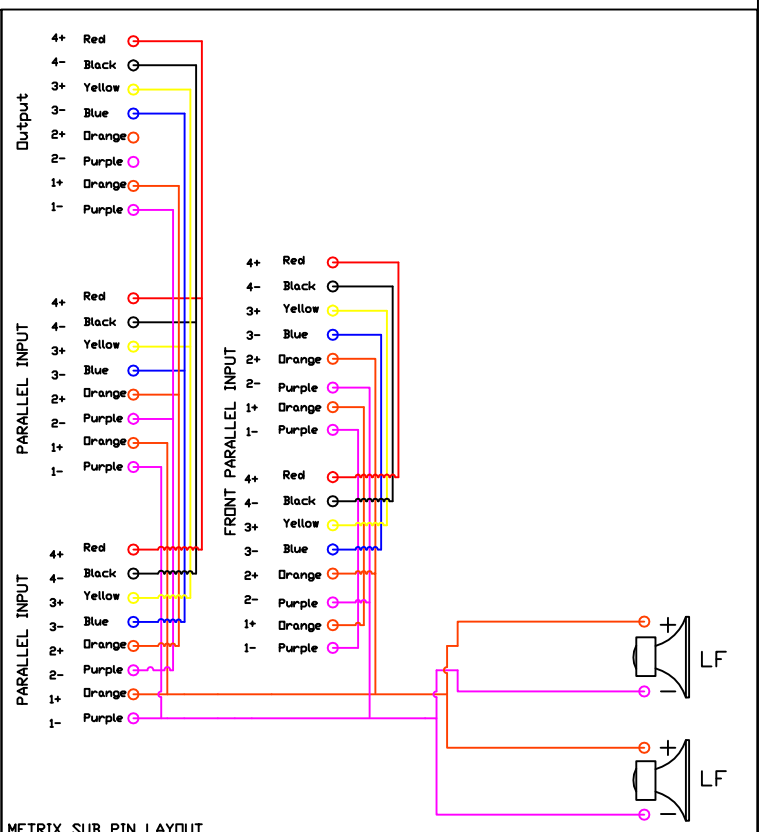 Output
4+ Red
4- Black
3+ Yellow
3- Blue
2+ Orange
2- Purple
1+ Orange
1- Purple
PARALLEL INPUT
4+ Red
4- Black
3+ Yellow
3- Blue
2+ Orange
2- Purple
1+ Orange
1- Purple
PARALLEL INPUT
4+ Red
4- Black
3+ Yellow
3- Blue
2+ Orange
2- Purple
1+ Orange
1- Purple
FRONT PARALLEL INPUT
4+ Red
4- Black
3+ Yellow
3- Blue
2+ Orange
2- Purple
1+ Orange
1- Purple
4+ Red
4- Black
3+ Yellow
3- Blue
2+ Orange
2- Purple
1+ Orange
1- Purple
+
LF
-
+
LF
-
METRIX SUB PIN LAYOUT